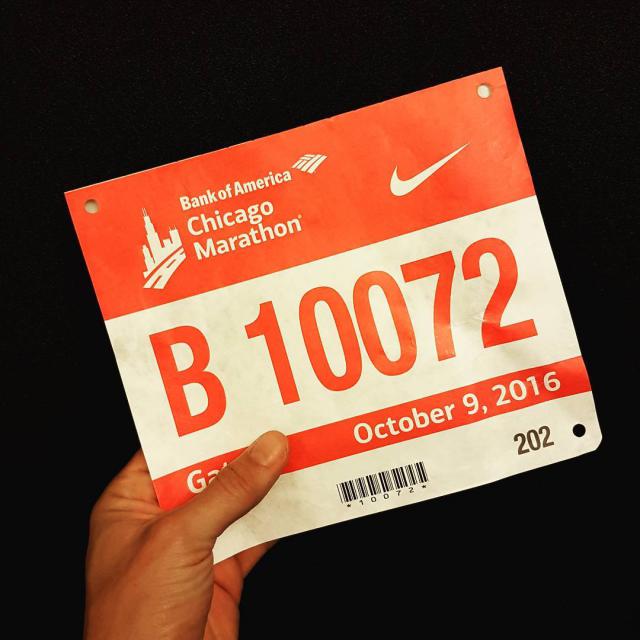 Bank of America
Chicago
Marathon®
B 10072
October 9, 2016
202
*10072*